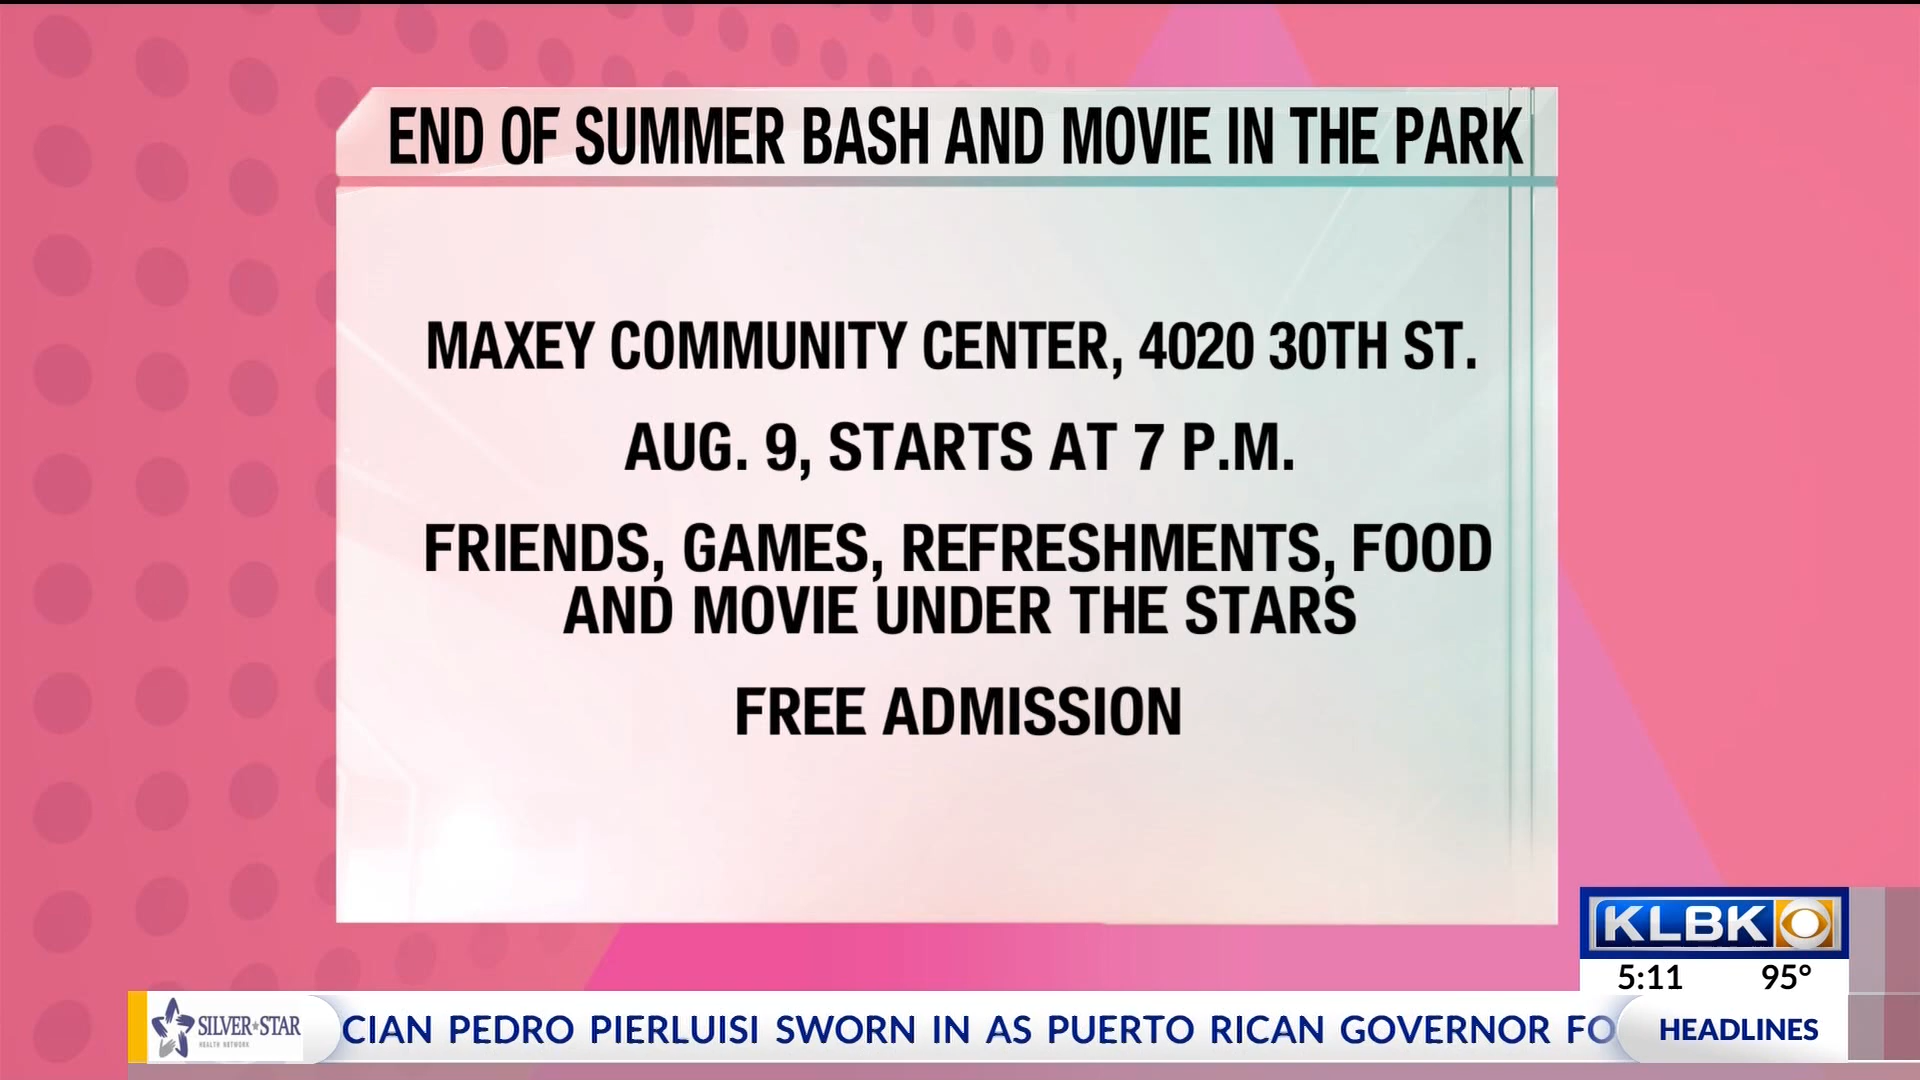 END OF SUMMER BASH AND MOVIE IN THE PARK
MAXEY COMMUNITY CENTER, 4020 30TH ST.
AUG. 9, STARTS AT 7 P.M.
FRIENDS, GAMES, REFRESHMENTS, FOOD
AND MOVIE UNDER THE STARS
FREE ADMISSION
KLBK
5:11 95°
SILVER STAR
HEALTH NETWORK
CIAN PEDRO PIERLUISI SWORN IN AS PUERTO RICAN GOVERNOR FO
HEADLINES